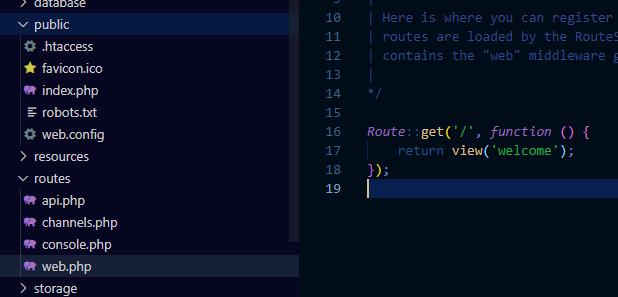 database
public
.htaccess
favicon.ico
index.php
robots.txt
web.config
resources
routes
api.php
channels.php
console.php
web.php
storage
|
10 | Here is where you can register
11 | routes are loaded by the RouteS
12 | contains the "web" middleware g
13 |
14 */
15
16 Route::get('/', function () {
17     return view('welcome');
18 });
19